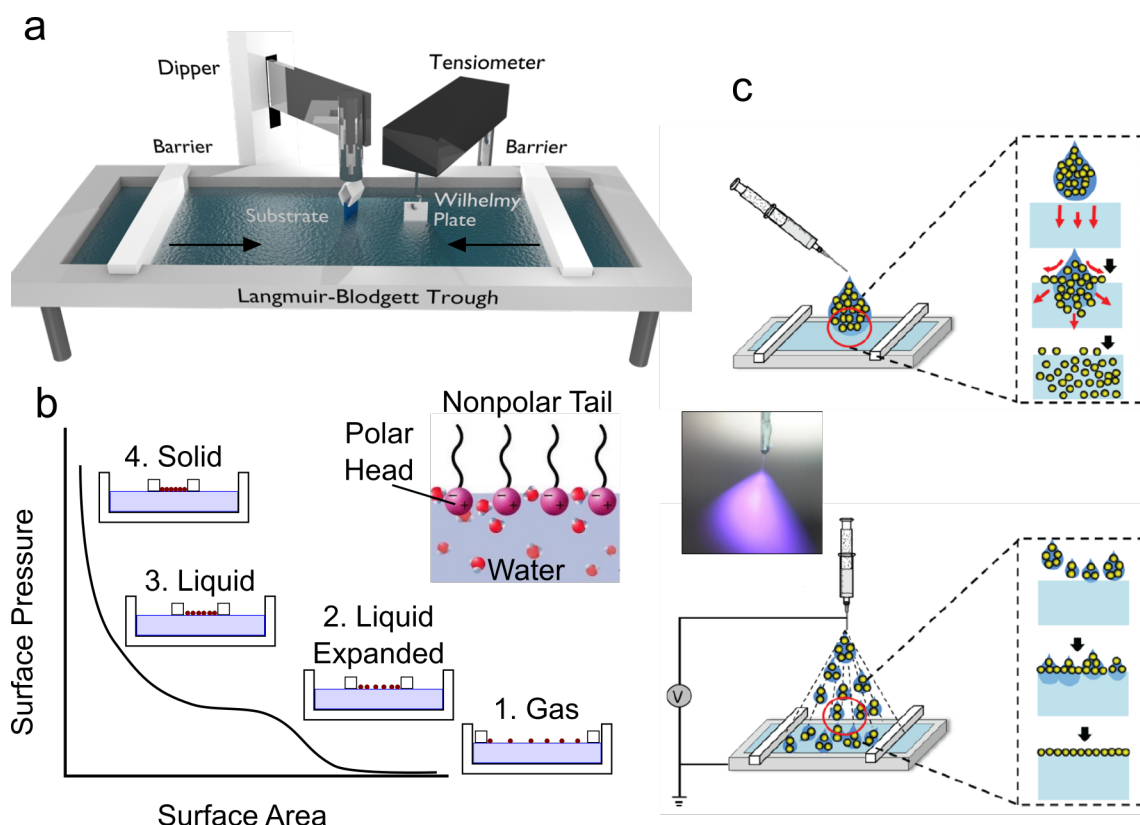 a
Dipper
Tensiometer
Barrier
Barrier
Substrate
Wilhelmy
Plate
Langmuir-Blodgett Trough
b
Surface Pressure
4. Solid
3. Liquid
2. Liquid
Expanded
1. Gas
Surface Area
Nonpolar Tail
Polar
Head
− + − + − + − +
Water
c
V